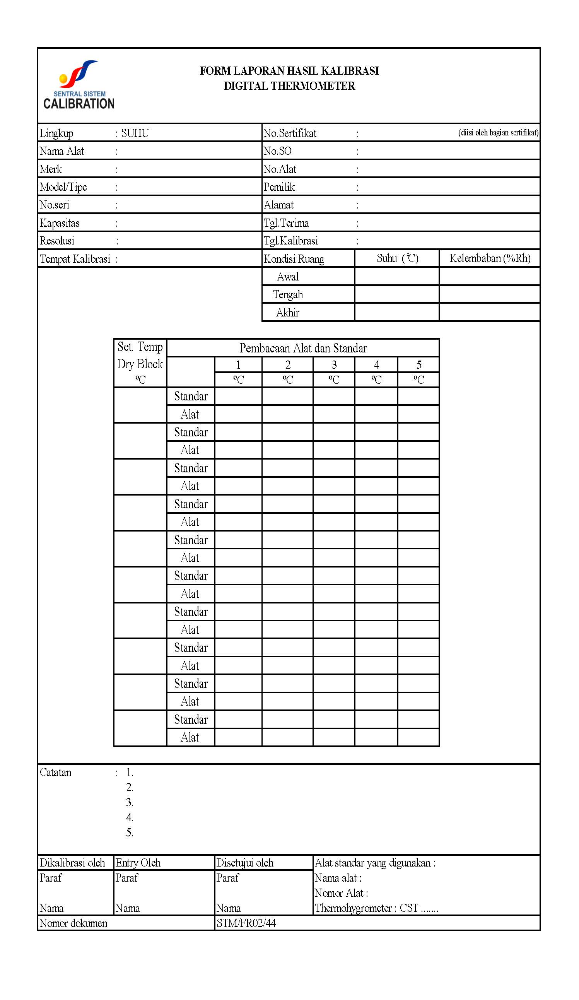 SENTRAL SISTEM
CALIBRATION
FORM LAPORAN HASIL KALIBRASI
DIGITAL THERMOMETER
Lingkup : SUHU No.Sertifikat : (diisi oleh bagian sertifikat)
Nama Alat : No.SO :
Merk : No.Alat :
Model/Tipe : Pemilik :
No.seri : Alamat :
Kapasitas : Tgl.Terima :
Resolusi : Tgl.Kalibrasi :
Tempat Kalibrasi : Kondisi Ruang Suhu (℃) Kelembaban (%Rh)
Awal
Tengah
Akhir
Set. Temp Pembacaan Alat dan Standar
Dry Block 1 2 3 4 5
ºC ºC ºC ºC ºC ºC
Standar
Alat
Standar
Alat
Standar
Alat
Standar
Alat
Standar
Alat
Standar
Alat
Standar
Alat
Standar
Alat
Standar
Alat
Standar
Alat
Catatan : 1.
2.
3.
4.
5.
Dikalibrasi oleh Entry Oleh Disetujui oleh Alat standar yang digunakan :
Paraf Paraf Paraf Nama alat :
Nomor Alat :
Nama Nama Nama Thermohygrometer : CST .......
Nomor dokumen STM/FR02/44